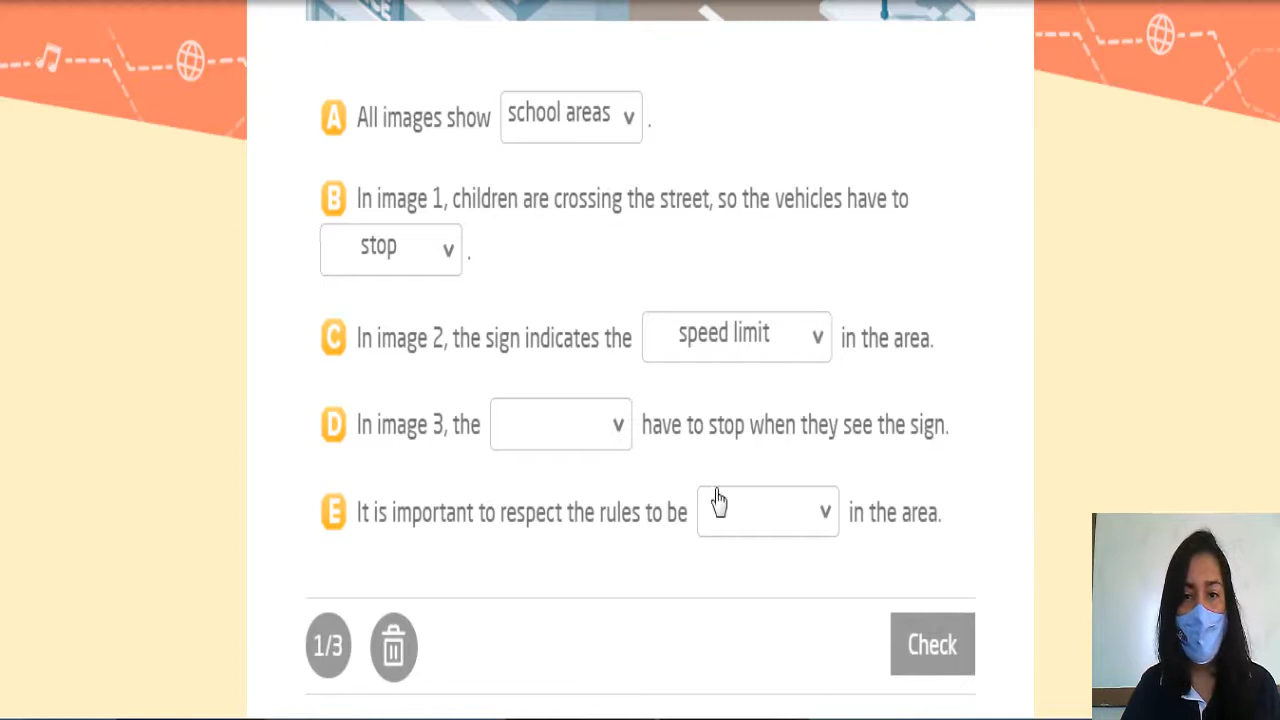 A All images show school areas v .
B In image 1, children are crossing the street, so the vehicles have to
stop v .
C In image 2, the sign indicates the speed limit v in the area.
D In image 3, the v have to stop when they see the sign.
E It is important to respect the rules to be v in the area.
1/3 Check